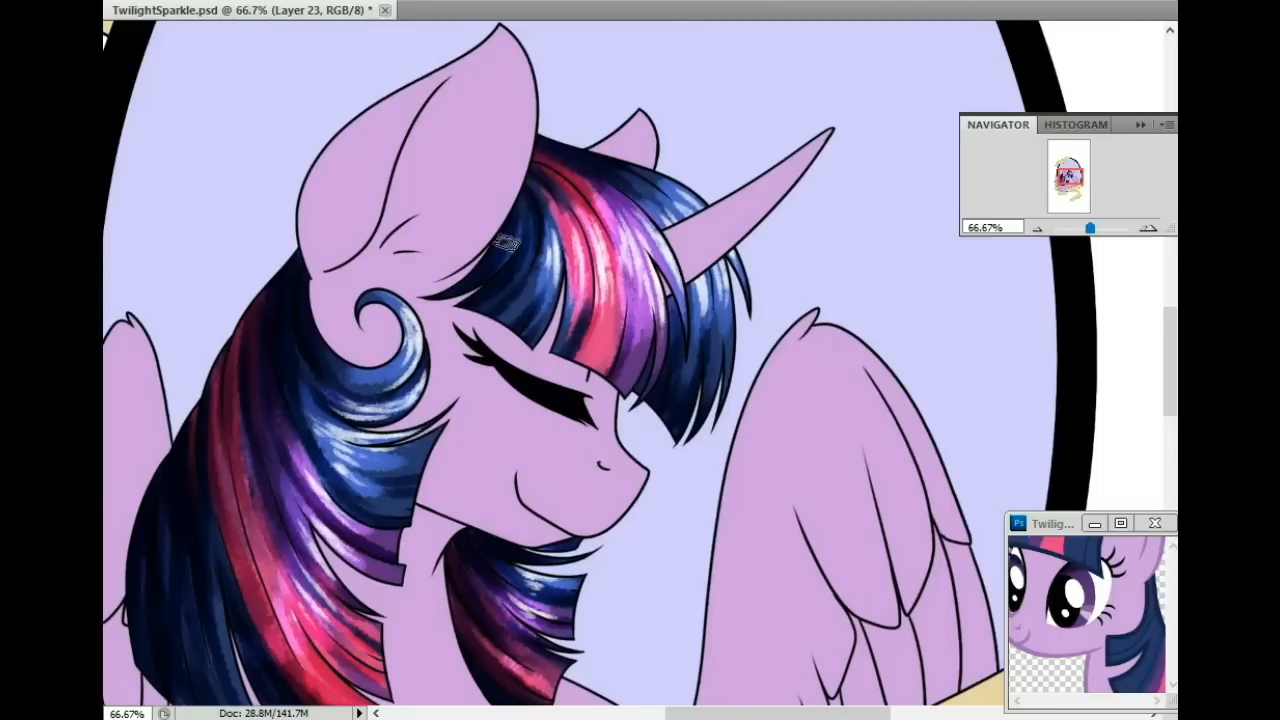 TwilightSparkle.psd @ 66.7% (Layer 23, RGB/8) *
NAVIGATOR
HISTOGRAM
66.67%
Ps
Twilig...
66.67%
Doc: 28.8M/141.7M